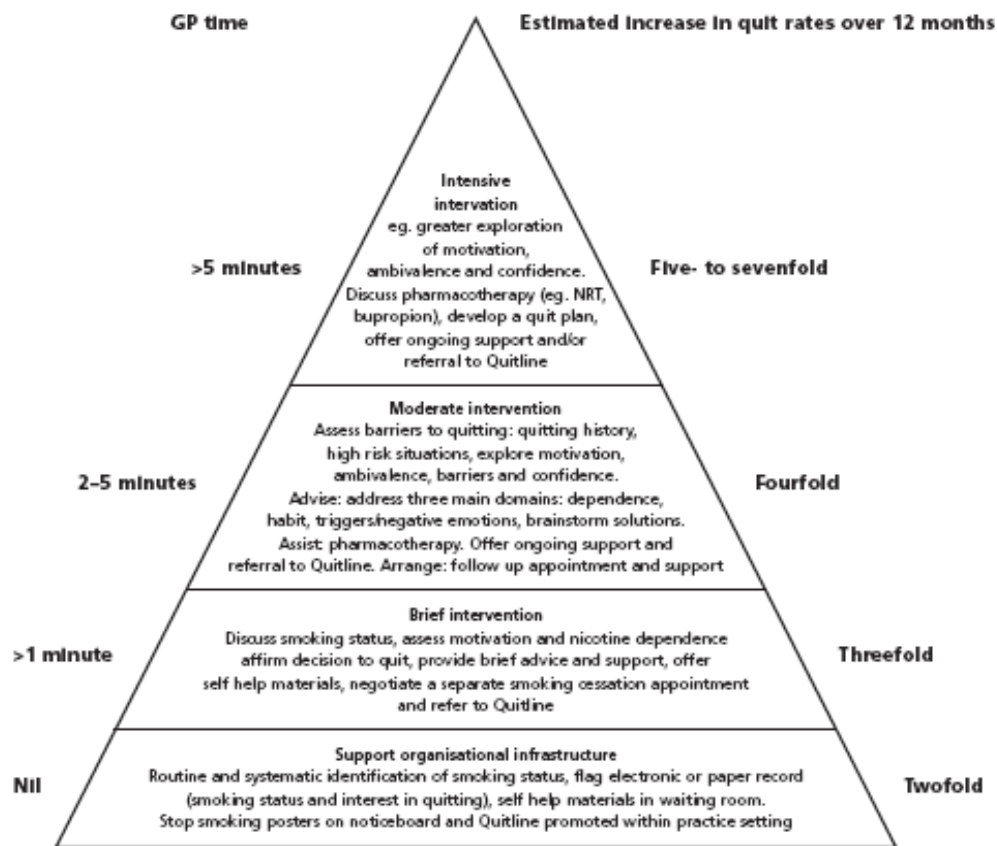 GP time
Estimated increase in quit rates over 12 months
Intensive
intervation
eg. greater exploration
of motivation,
ambivalence and confidence.
Discuss pharmacotherapy (eg. NRT,
bupropion), develop a quit plan,
offer ongoing support and/or
referral to Quitline
>5 minutes
Five- to sevenfold
Moderate intervention
Assess barriers to quitting: quitting history,
high risk situations, explore motivation,
ambivalence, barriers and confidence.
Advise: address three main domains: dependence,
habit, triggers/negative emotions, brainstorm solutions.
Assist: pharmacotherapy. Offer ongoing support and
referral to Quitline. Arrange: follow up appointment and support
2–5 minutes
Fourfold
Brief intervention
Discuss smoking status, assess motivation and nicotine dependence
affirm decision to quit, provide brief advice and support, offer
self help materials, negotiate a separate smoking cessation appointment
and refer to Quitline
>1 minute
Threefold
Support organisational infrastructure
Routine and systematic identification of smoking status, flag electronic or paper record
(smoking status and interest in quitting), self help materials in waiting room.
Stop smoking posters on noticeboard and Quitline promoted within practice setting
Nil
Twofold